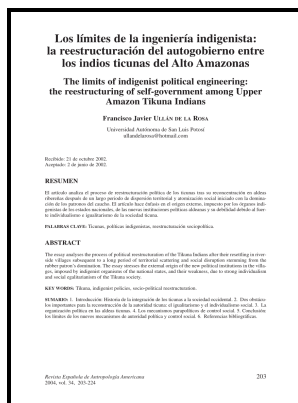 Los límites de la ingeniería indigenista:
la reestructuración del autogobierno entre
los indios ticunas del Alto Amazonas
The limits of indigenist political engineering:
the reestructuring of self-government among Upper
Amazon Tikuna Indians
Francisco Javier ULLÁN DE LA ROSA
Universidad Autónoma de San Luis Potosí
ullandelarosa@hotmail.com
Recibido: 21 de octubre 2002.
Aceptado: 2 de junio de 2002.
RESUMEN
El artículo analiza el proceso de reestructuración política de los ticunas tras su reconcentración en aldeas
ribereñas después de un largo periodo de dispersión territorial y atomización social iniciado con la domina-
ción de los patrones del caucho. El artículo hace énfasis en el origen externo, impuesto por los órganos indi-
genistas de los estados nacionales, de las nuevas instituciones políticas aldeanas y su debilidad debido al fuer-
te individualismo e igualitarismo de la sociedad ticuna.
PALABRAS CLAVE: Ticunas, políticas indigenistas, reestructuración sociopolítica.
ABSTRACT
The essay analyses the process of political restructuration of the Tikuna Indians after their resettling in river-
side villages subsequent to a long period of territorial scattering and social disruption stemming from the
rubber patron's domination. The essay stresses the external origin of the new political institutions in the villa-
ges, imposed by indigenist organisms of the national states, and their weakness, due to strong individualism
and social egalitarianism of the Tikuna society.
KEY WORDS: Tikuna, indigenist policies, socio-political restructuration.
SUMARIO: 1. Introducción: Historia de la integración de los ticunas a la sociedad occidental. 2. Dos obstácu-
los importantes para la reconstrucción de la autoridad ticuna: el igualitarismo y el individualismo social. 3. La
organización política en las aldeas ticunas. 4. Los mecanismos parapolíticos de control social. 5. Conclusión:
los límites de los nuevos mecanismos de autoridad política y control social. 6. Referencias bibliográficas.
Revista Española de Antropología Americana
203
2004, vol. 34, 203-224